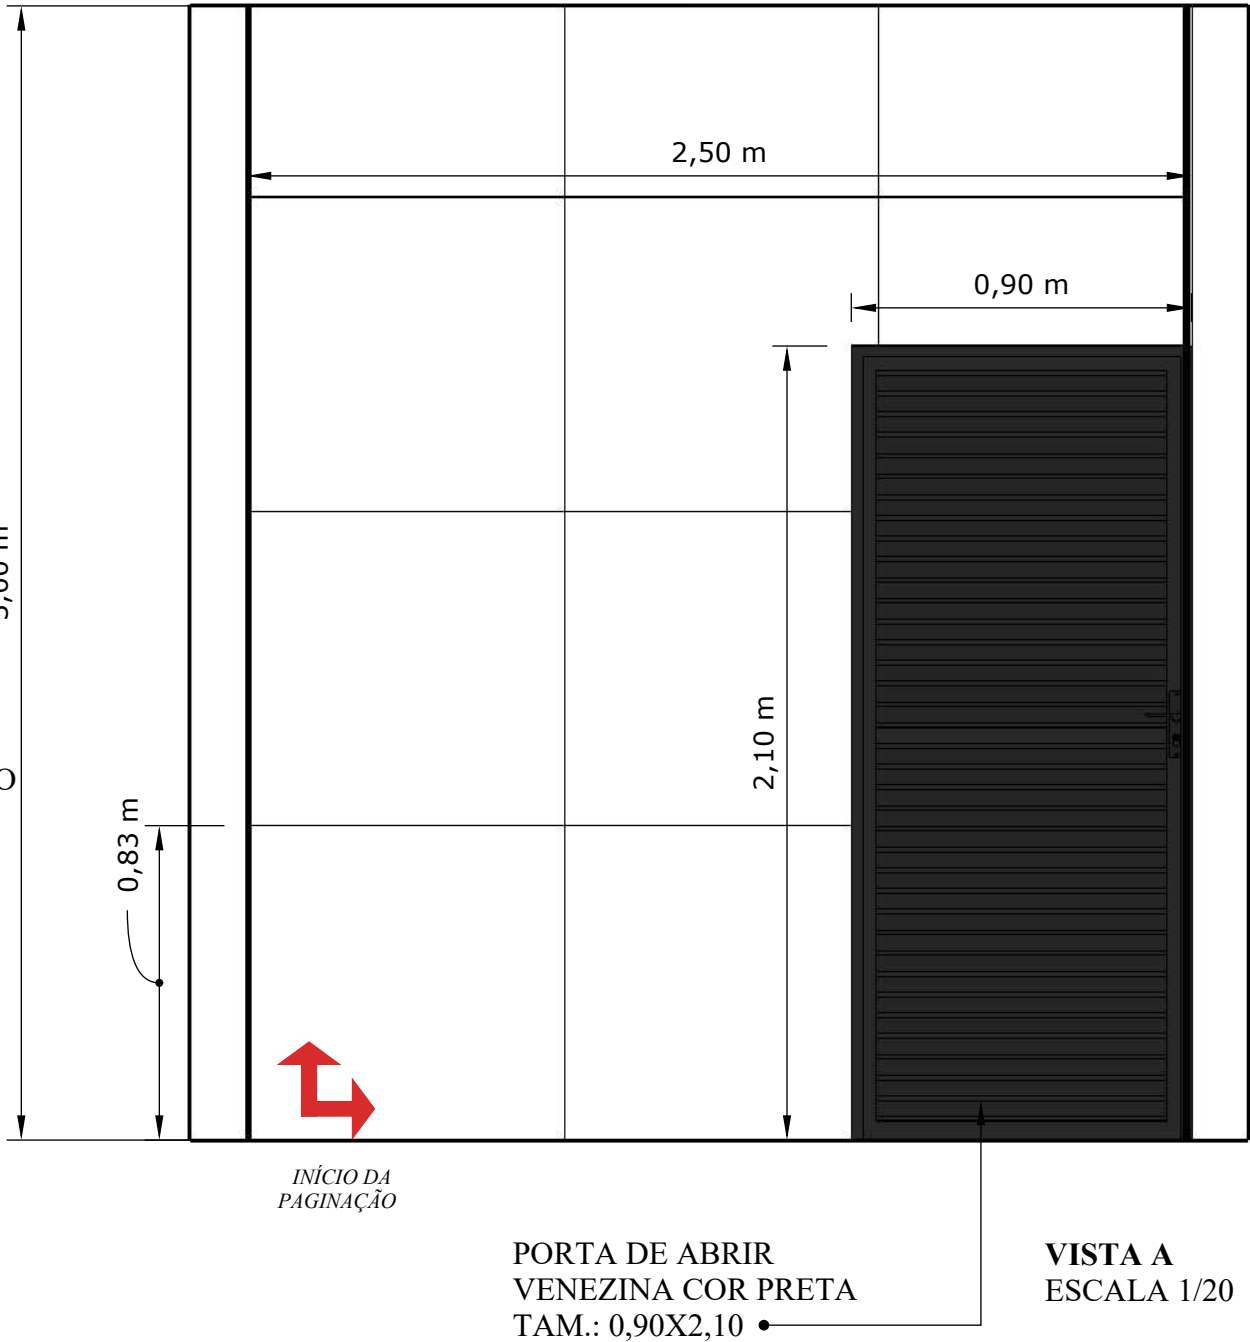 2,50 m
0,90 m
2,10 m
0,83 m
INÍCIO DA
PAGINAÇÃO
PORTA DE ABRIR
VENEZINA COR PRETA
TAM.: 0,90X2,10
VISTA A
ESCALA 1/20